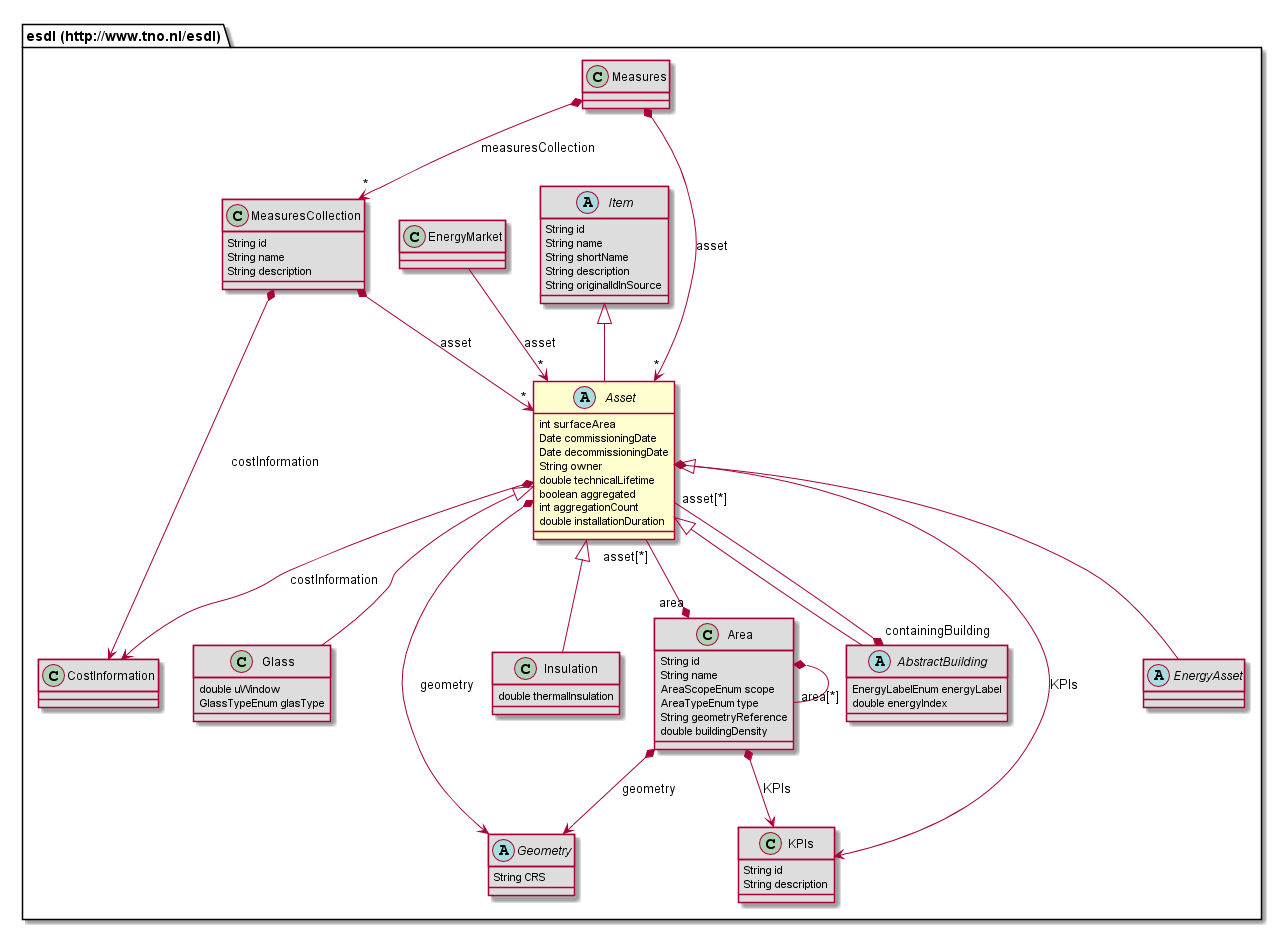 esdl (http://www.tno.nl/esdl)
C Measures
measuresCollection
*
C MeasuresCollection
String id
String name
String description
C EnergyMarket
A Item
String id
String name
String shortName
String description
String originalIdInSource
asset
asset
asset
*
*
*
A Asset
int surfaceArea
Date commissioningDate
Date decommissioningDate
String owner
double technicalLifetime
boolean aggregated
int aggregationCount
double installationDuration
costInformation
asset[*]
asset[*]
costInformation
area
containingBuilding
geometry
KPIs
C CostInformation
C Glass
double uWindow
GlassTypeEnum glasType
C Insulation
double thermalInsulation
C Area
String id
String name
AreaScopeEnum scope
AreaTypeEnum type
String geometryReference
double buildingDensity
area[*]
A AbstractBuilding
EnergyLabelEnum energyLabel
double energyIndex
A EnergyAsset
geometry
KPIs
A Geometry
String CRS
C KPIs
String id
String description